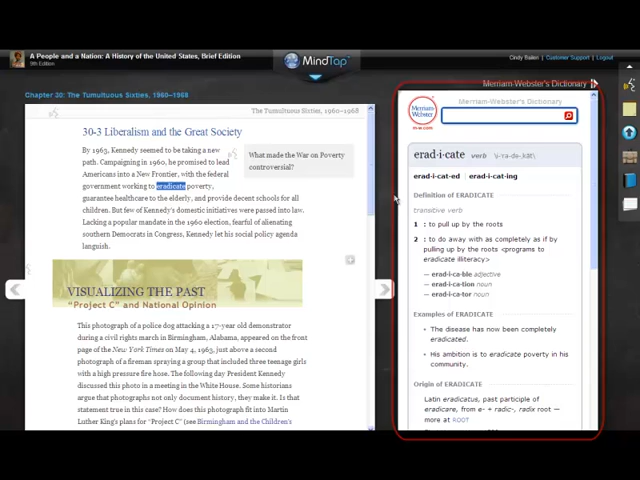 A People and a Nation: A History of the United States, Brief Edition
9th Edition
MindTap
Cindy Bailen | Customer Support | Logout
Chapter 30: The Tumultuous Sixties, 1960–1968
The Tumultuous Sixties, 1960–1968
30-3 Liberalism and the Great Society
By 1963, Kennedy seemed to be taking a new
path. Campaigning in 1960, he promised to lead
Americans into a New Frontier, with the federal
government working to eradicate poverty,
guarantee healthcare to the elderly, and provide decent schools for all
children. But few of Kennedy's domestic initiatives were passed into law.
Lacking a popular mandate in the 1960 election, fearful of alienating
southern Democrats in Congress, Kennedy let his social policy agenda
languish.
What made the War on Poverty
controversial?
VISUALIZING THE PAST
"Project C" and National Opinion
This photograph of a police dog attacking a 17-year old demonstrator
during a civil rights march in Birmingham, Alabama, appeared on the front
page of the New York Times on May 4, 1963, just above a second
photograph of a fireman spraying a group that included three teenage girls
with a high pressure fire hose. The following day President Kennedy
discussed this photo in a meeting in the White House. Some historians
argue that photographs not only document history, they make it. Is that
statement true in this case? How does this photograph fit into Martin
Luther King's plans for "Project C" (see Birmingham and the Children's
Merriam-Webster's Dictionary
Merriam-Webster's Dictionary
Merriam
Webster
m-w.com
erad·i·cate verb \i-ˈra-də-ˌkāt\
erad·i·cat·ed | erad·i·cat·ing
Definition of ERADICATE
transitive verb
1 : to pull up by the roots
2 : to do away with as completely as if by
pulling up by the roots <programs to
eradicate illiteracy>
— erad·i·ca·ble adjective
— erad·i·ca·tion noun
— erad·i·ca·tor noun
Examples of ERADICATE
• The disease has now been completely
eradicated.
• His ambition is to eradicate poverty in his
community.
Origin of ERADICATE
Latin eradicatus, past participle of
eradicare, from e- + radic-, radix root —
more at ROOT